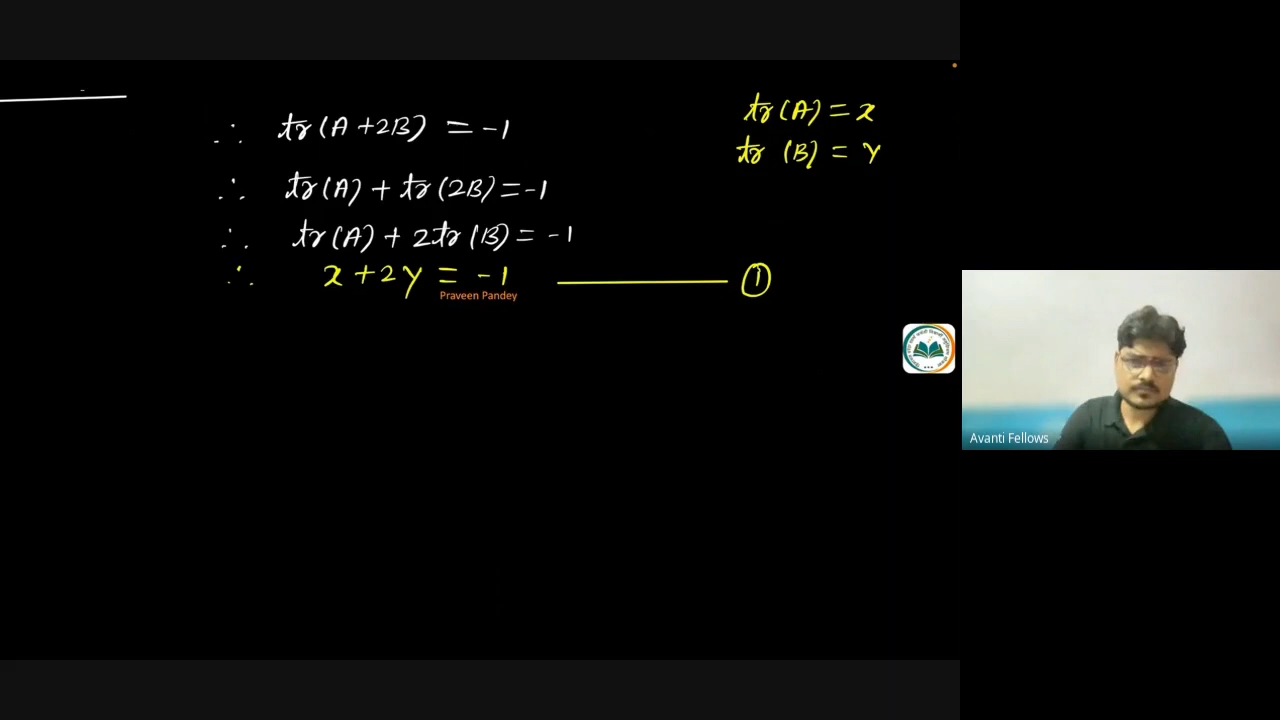 ∴ tr(A+2B) = -1
tr(A) = x
tr (B) = y
∴ tr(A) + tr(2B) = -1
∴ tr(A) + 2tr(B) = -1
∴ x + 2y = -1 ——— ①
Praveen Pandey
Avanti Fellows